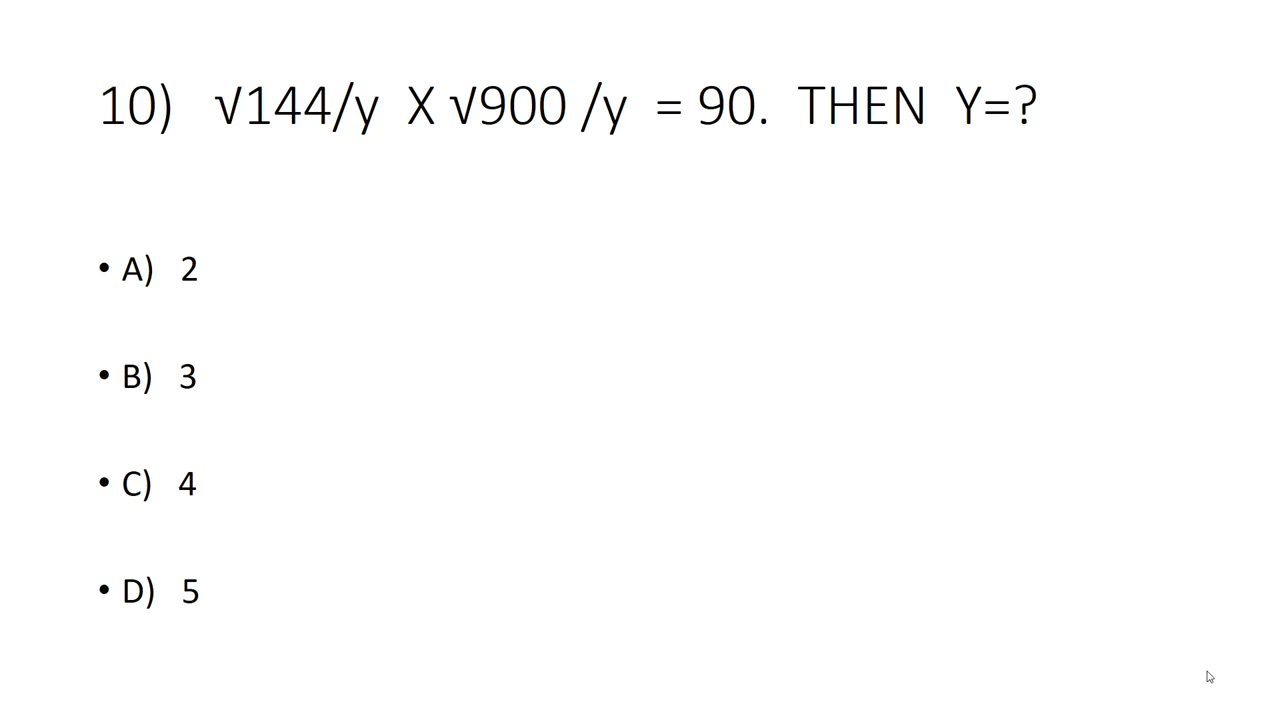 10) √144/y X √900 /y = 90. THEN Y=?
• A) 2
• B) 3
• C) 4
• D) 5